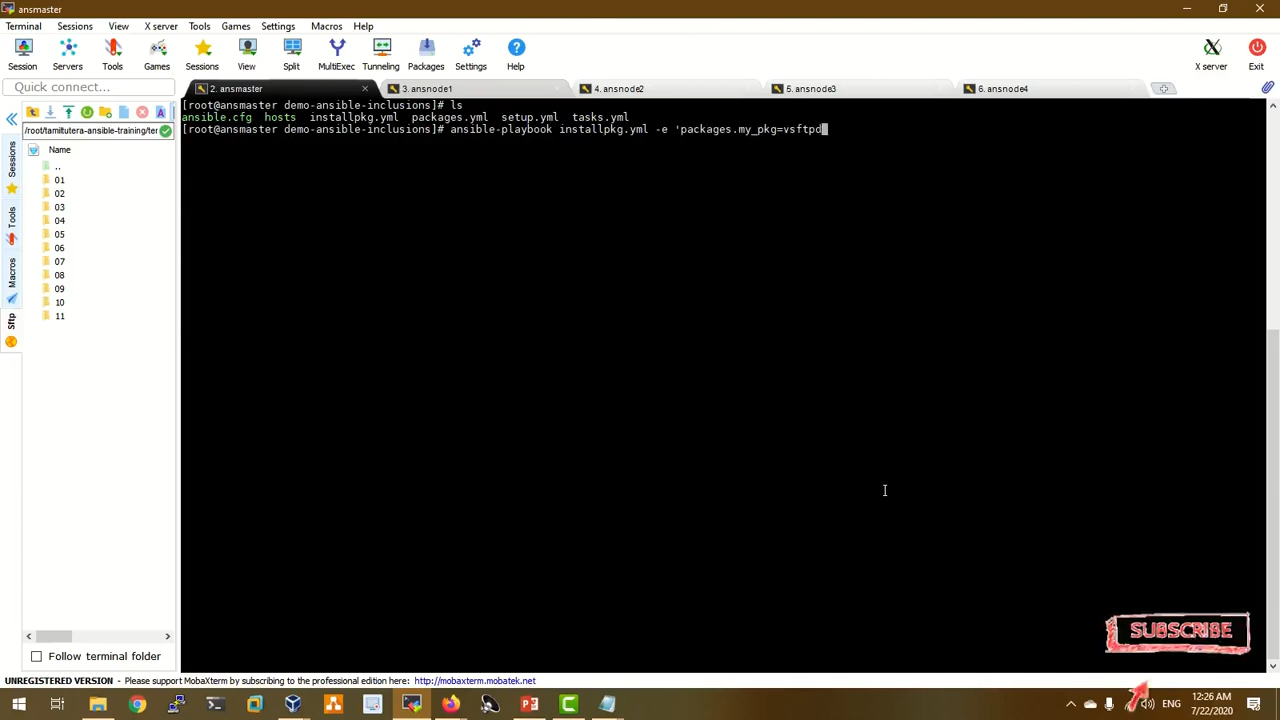 ansmaster
Terminal Sessions View X server Tools Games Settings Macros Help
Session Servers Tools Games Sessions View Split MultiExec Tunneling Packages Settings Help X server Exit
Quick connect...
2. ansmaster
3. ansnode1
4. ansnode2
5. ansnode3
6. ansnode4
/root/tamitutera-ansible-training/ter
Name
..
01
02
03
04
05
06
07
08
09
10
11
Sessions
Tools
Macros
Sftp
[root@ansmaster demo-ansible-inclusions]# ls
ansible.cfg hosts installpkg.yml packages.yml setup.yml tasks.yml
[root@ansmaster demo-ansible-inclusions]# ansible-playbook installpkg.yml -e 'packages.my_pkg=vsftpd
SUBSCRIBE
Follow terminal folder
UNREGISTERED VERSION - Please support MobaXterm by subscribing to the professional edition here: http://mobaxterm.mobatek.net
ENG
12:26 AM
7/22/2020